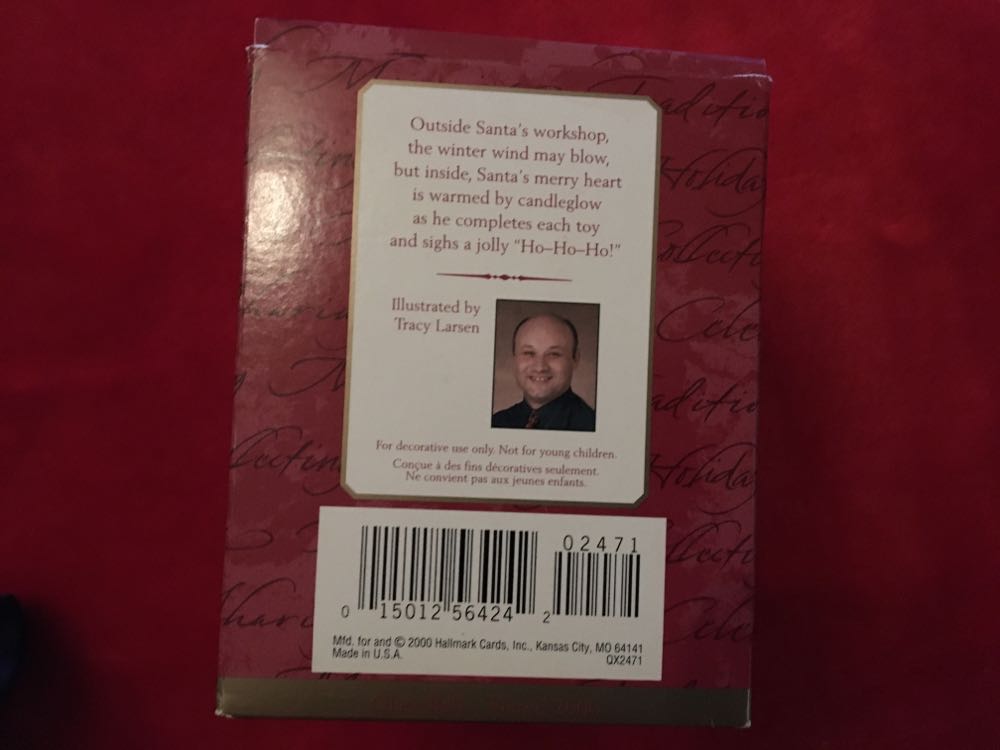 Outside Santa's workshop,
the winter wind may blow,
but inside, Santa's merry heart
is warmed by candleglow
as he completes each toy
and sighs a jolly "Ho–Ho–Ho!"
Illustrated by
Tracy Larsen
For decorative use only. Not for young children.
Conçue à des fins décoratives seulement.
Ne convient pas aux jeunes enfants.
02471
0 15012 56424 2
Mfd. for and © 2000 Hallmark Cards, Inc., Kansas City, MO 64141
Made in U.S.A.
QX2471